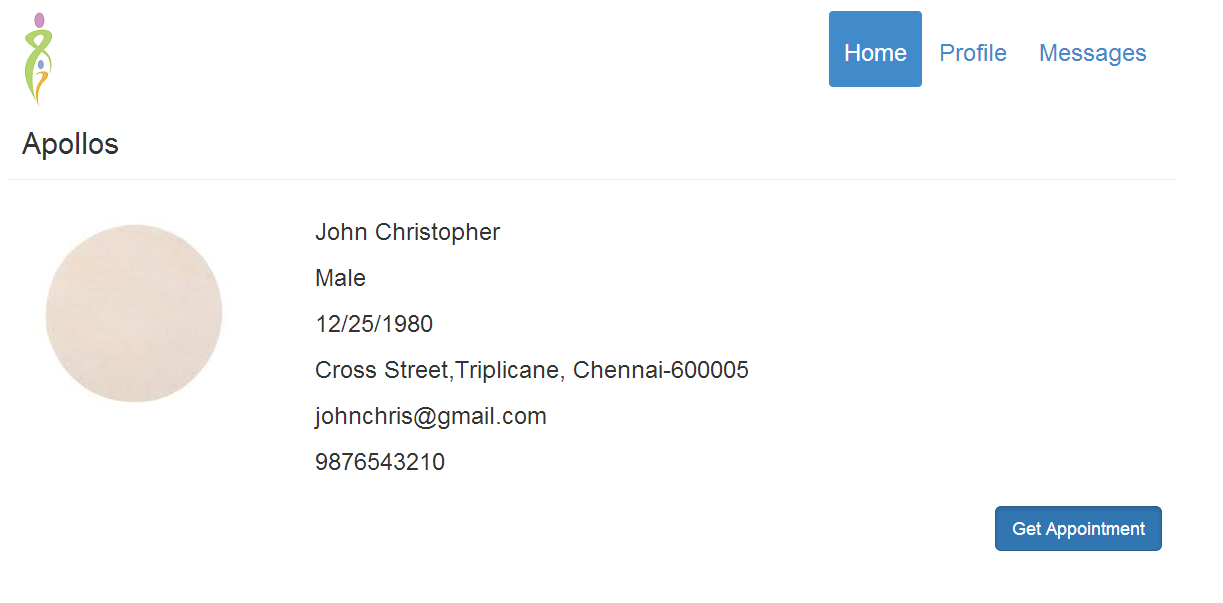 Home Profile Messages
Apollos
John Christopher
Male
12/25/1980
Cross Street,Triplicane, Chennai-600005
johnchris@gmail.com
9876543210
Get Appointment